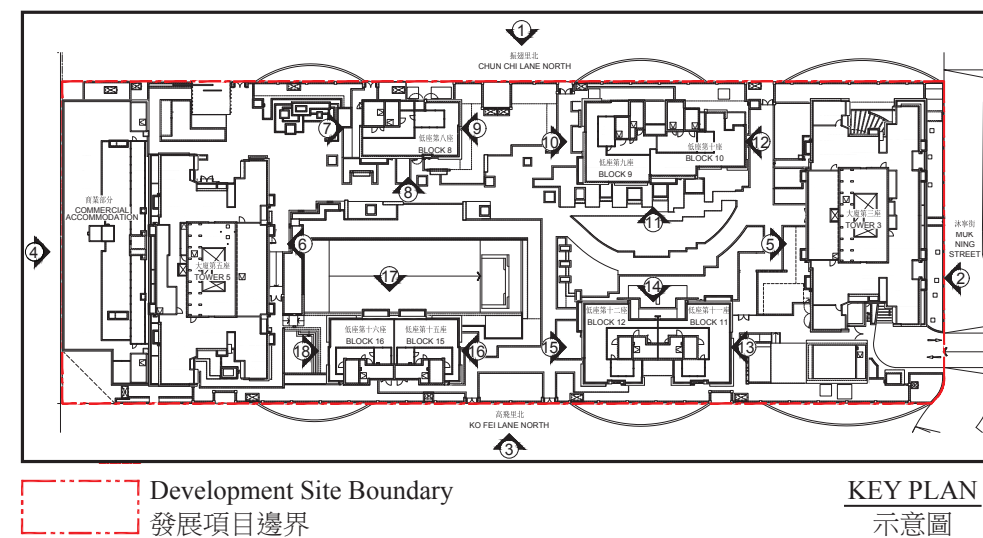 1
振翎里北
CHUN CHI LANE NORTH
7
低座第八座
BLOCK 8
9
10
低座第九座
BLOCK 9
低座第十座
BLOCK 10
12
8
11
商業部分
COMMERCIAL
ACCOMMODATION
4
大廈第五座
TOWER 5
6
17
5
大廈第三座
TOWER 3
沐寧街
MUK
NING
STREET
2
14
低座第十六座
BLOCK 16
低座第十五座
BLOCK 15
低座第十二座
BLOCK 12
低座第十一座
BLOCK 11
18
16
15
13
高飛里北
KO FEI LANE NORTH
3
Development Site Boundary
發展項目邊界
KEY PLAN
示意圖